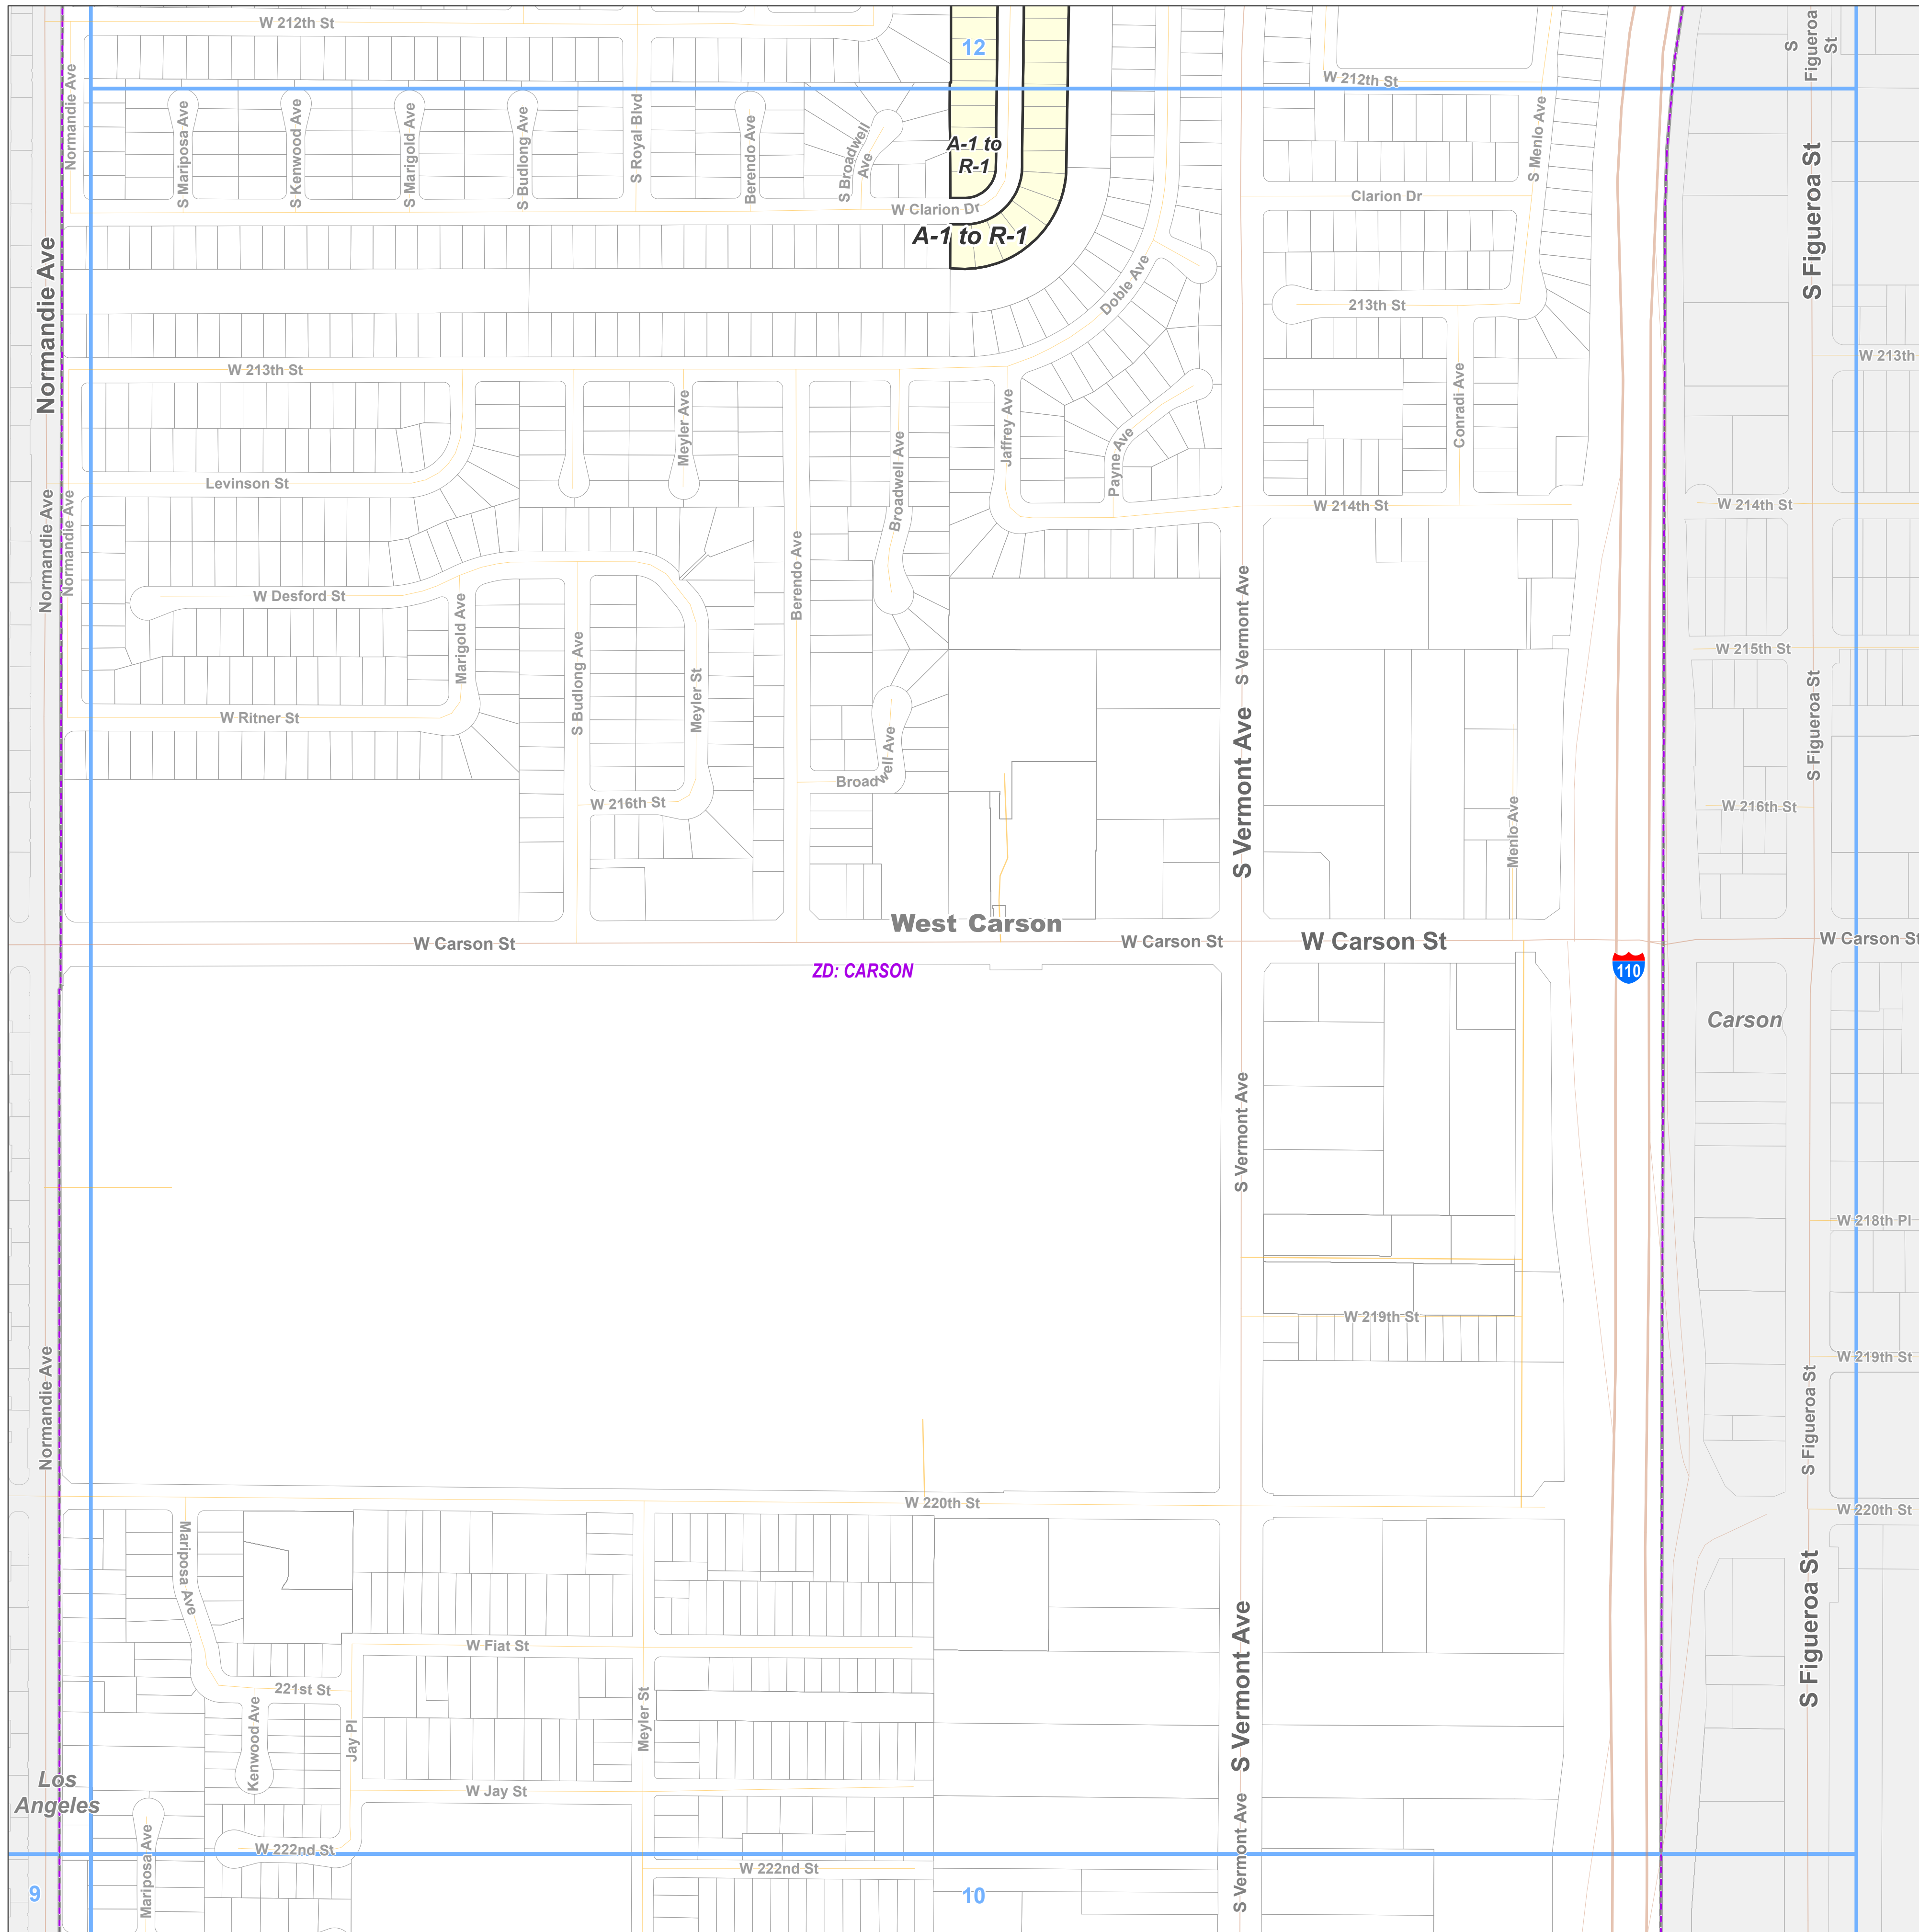 W 212th St
12
S
Figueroa
St
W 212th St
Normandie Ave
S Mariposa Ave
S Kenwood Ave
S Marigold Ave
S Budlong Ave
S Royal Blvd
Berendo Ave
S Broadwell
Ave
A-1 to
R-1
S Menlo Ave
S Figueroa St
Clarion Dr
W Clarion Dr
A-1 to R-1
Normandie Ave
Doble Ave
213th St
W 213th
W 213th St
Meyler Ave
Broadwell Ave
Jaffrey Ave
Payne Ave
Conradi Ave
Levinson St
Normandie Ave
Normandie Ave
W 214th St
W 214th St
Berendo Ave
S Vermont Ave
W Desford St
Marigold Ave
S Budlong Ave
Meyler St
W 215th St
W Ritner St
S Figueroa St
Broadwell Ave
S Vermont Ave
W 216th St
Menlo Ave
W 216th St
West Carson
W Carson St
W Carson St
W Carson St
W Carson St
ZD: CARSON
110
Carson
S Vermont Ave
W 218th Pl
W 219th St
W 219th St
Normandie Ave
S Figueroa St
W 220th St
W 220th St
Mariposa Ave
S Figueroa St
S Vermont Ave
W Fiat St
221st St
Kenwood Ave
Jay Pl
Meyler St
Los
Angeles
W Jay St
Mariposa Ave
W 222nd St
S Vermont Ave
W 222nd St
9
10